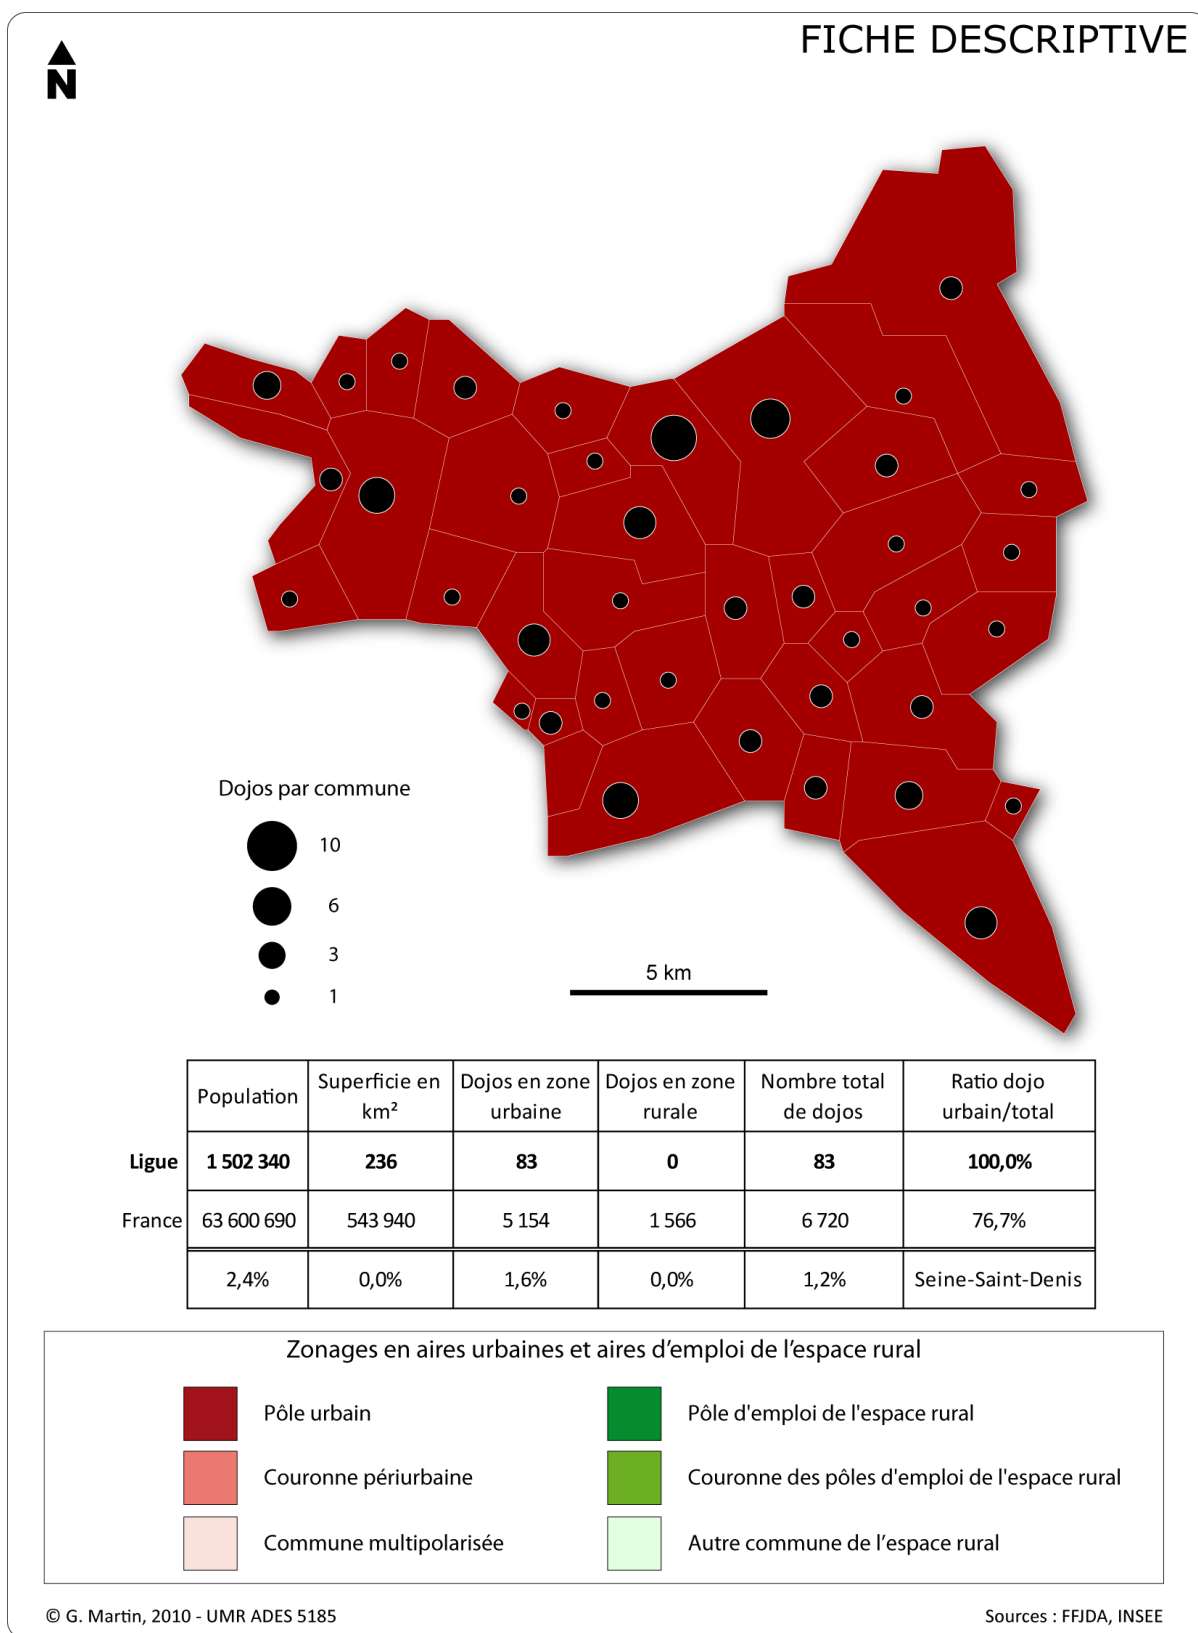 FICHE DESCRIPTIVE
N
Dojos par commune
10
6
3
1
5 km
Population
Superficie en km²
Dojos en zone urbaine
Dojos en zone rurale
Nombre total de dojos
Ratio dojo urbain/total
Ligue 1 502 340 236 83 0 83 100,0%
France 63 600 690 543 940 5 154 1 566 6 720 76,7%
2,4% 0,0% 1,6% 0,0% 1,2% Seine-Saint-Denis
Zonages en aires urbaines et aires d’emploi de l’espace rural
Pôle urbain
Pôle d'emploi de l'espace rural
Couronne périurbaine
Couronne des pôles d'emploi de l'espace rural
Commune multipolarisée
Autre commune de l’espace rural
© G. Martin, 2010 - UMR ADES 5185
Sources : FFJDA, INSEE